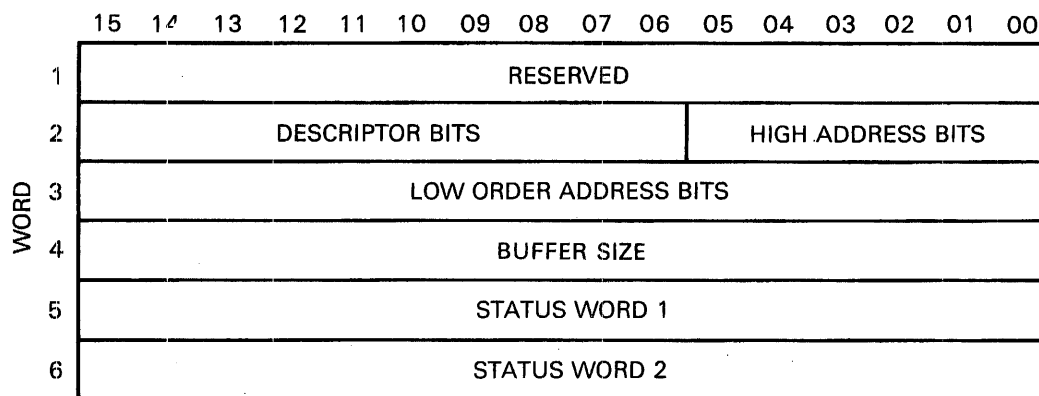 15 14 13 12 11 10 09 08 07 06 05 04 03 02 01 00
1 RESERVED
2 DESCRIPTOR BITS HIGH ADDRESS BITS
WORD
3 LOW ORDER ADDRESS BITS
4 BUFFER SIZE
5 STATUS WORD 1
6 STATUS WORD 2